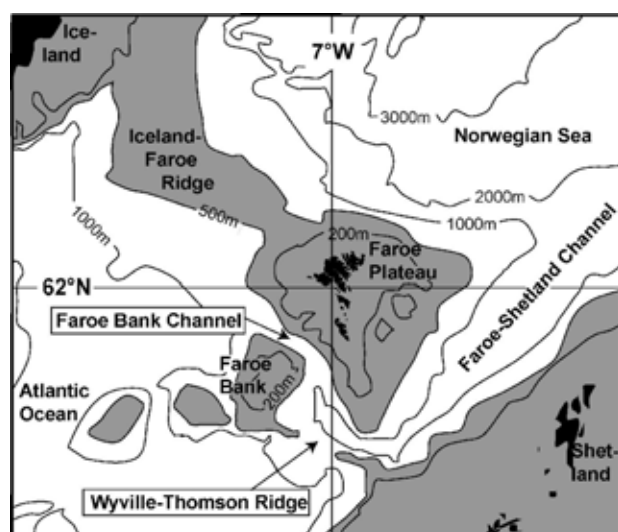 Ice-
land
7°W
3000m
Norwegian Sea
Iceland-
Faroe
Ridge
2000m
1000m
500m
1000m
200m
Faroe
Plateau
62°N
Faroe-Shetland Channel
Faroe Bank Channel
Faroe
Bank
200m
Atlantic
Ocean
Shet-
land
Wyville-Thomson Ridge